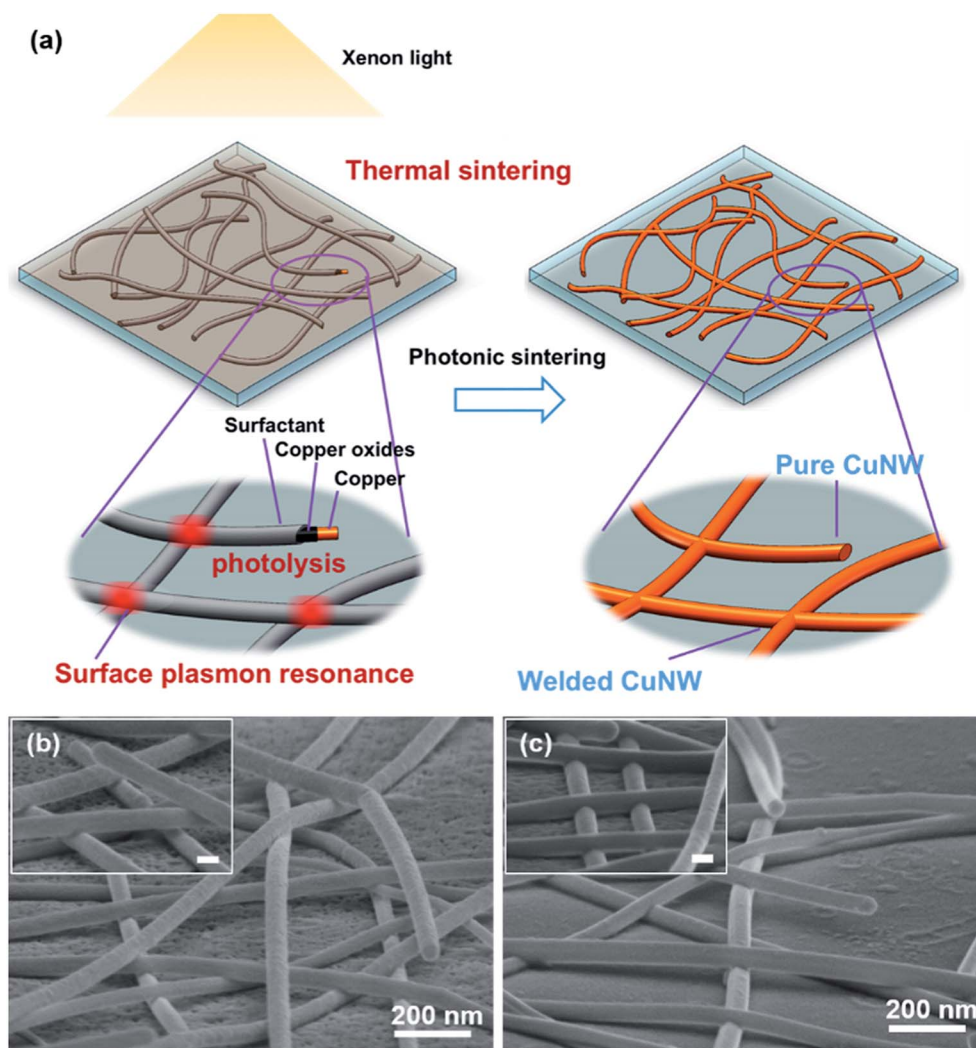 (a)
Xenon light
Thermal sintering
Photonic sintering
Surfactant
Copper oxides
Copper
photolysis
Surface plasmon resonance
Pure CuNW
Welded CuNW
(b)
200 nm
(c)
200 nm